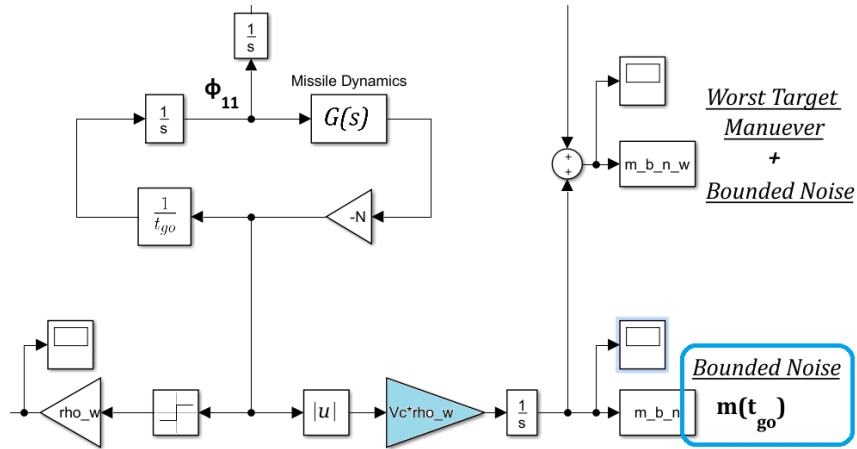 1
s
Missile Dynamics
ϕ11
1
s
G(s)
Worst Target
Manuever
+
Bounded Noise
+
+
m_b_n_w
1
tgo
-N
Bounded Noise
m(tgo)
rho_w
|u|
Vc*rho_w
1
s
m_b_n